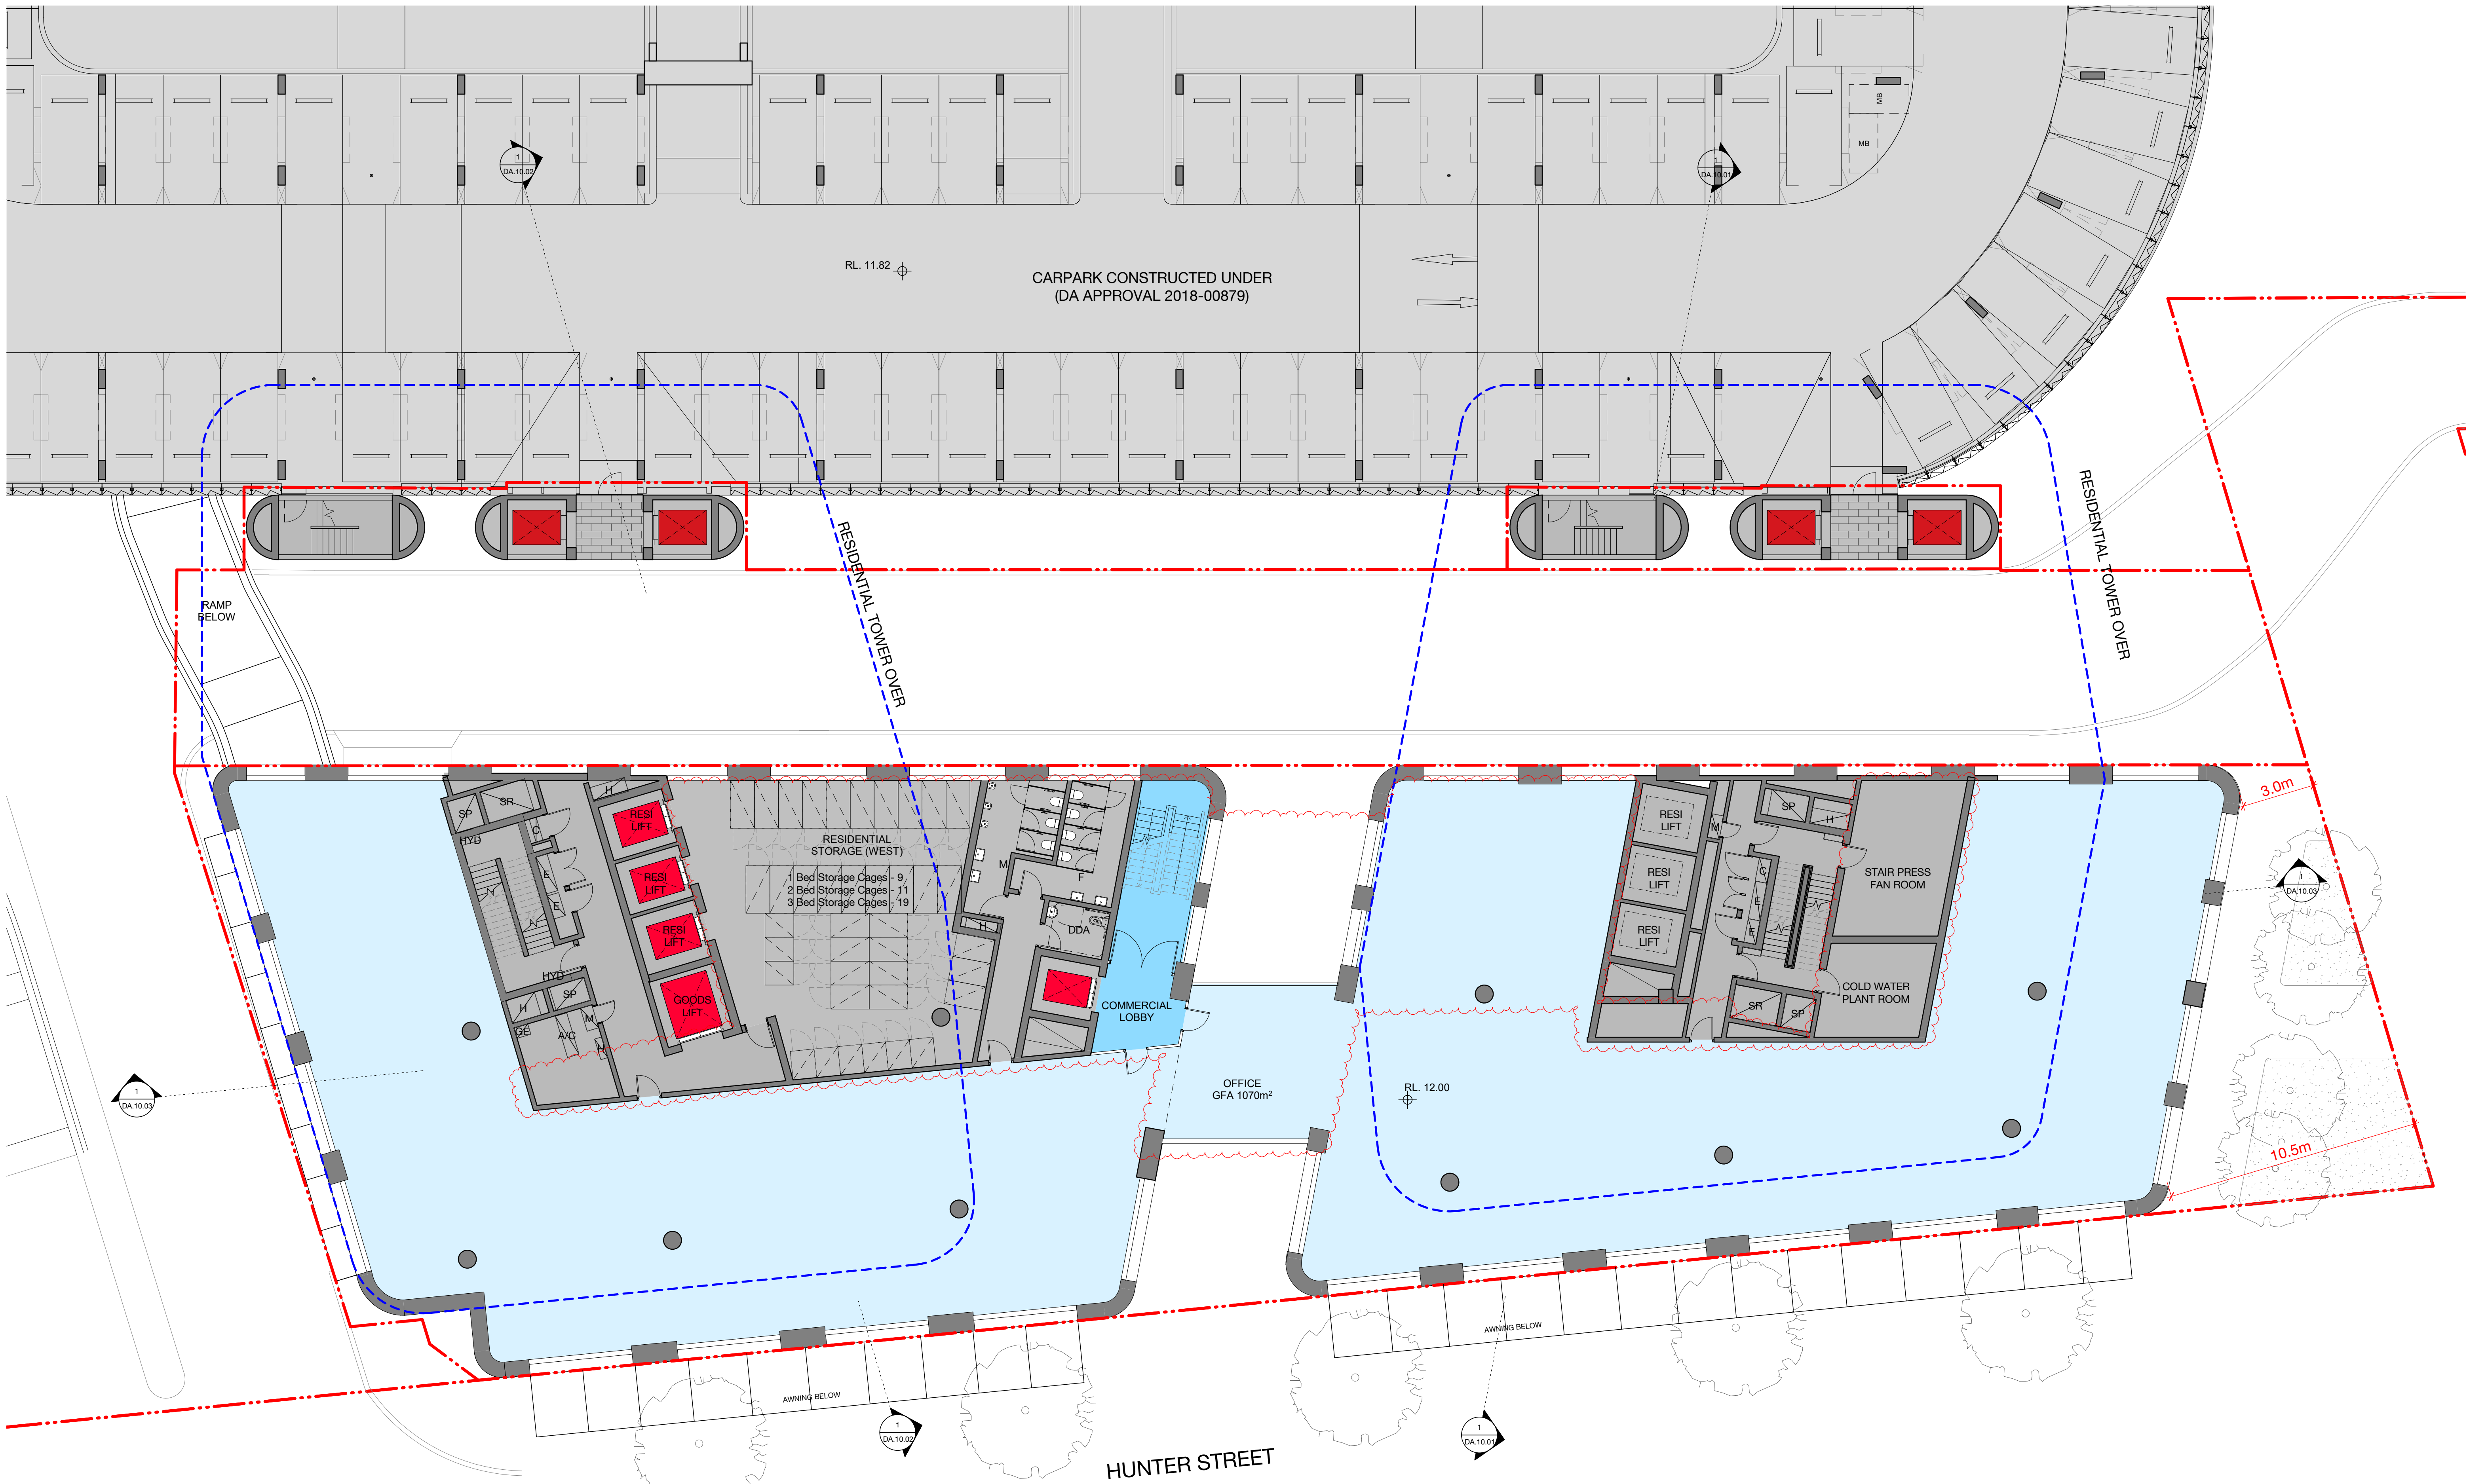 MB
MB
1
DA.10.02
1
DA.10.01
RL. 11.82
CARPARK CONSTRUCTED UNDER
(DA APPROVAL 2018-00879)
RESIDENTIAL TOWER OVER
RESIDENTIAL TOWER OVER
RAMP
BELOW
3.0m
SP
SR
HYD
C
E
E
HYD
H
SP
GE
A/C
M
H
H
RESI
LIFT
RESI
LIFT
RESI
LIFT
GOODS
LIFT
RESIDENTIAL
STORAGE (WEST)
1 Bed Storage Cages - 9
2 Bed Storage Cages - 11
3 Bed Storage Cages - 19
M
F
H
DDA
COMMERCIAL
LOBBY
RESI
LIFT
RESI
LIFT
RESI
LIFT
M
SP
H
C
E
E
STAIR PRESS
FAN ROOM
COLD WATER
PLANT ROOM
SR
SP
1
DA.10.03
1
DA.10.03
OFFICE
GFA 1070m²
RL. 12.00
10.5m
AWNING BELOW
AWNING BELOW
1
DA.10.02
1
DA.10.01
HUNTER STREET